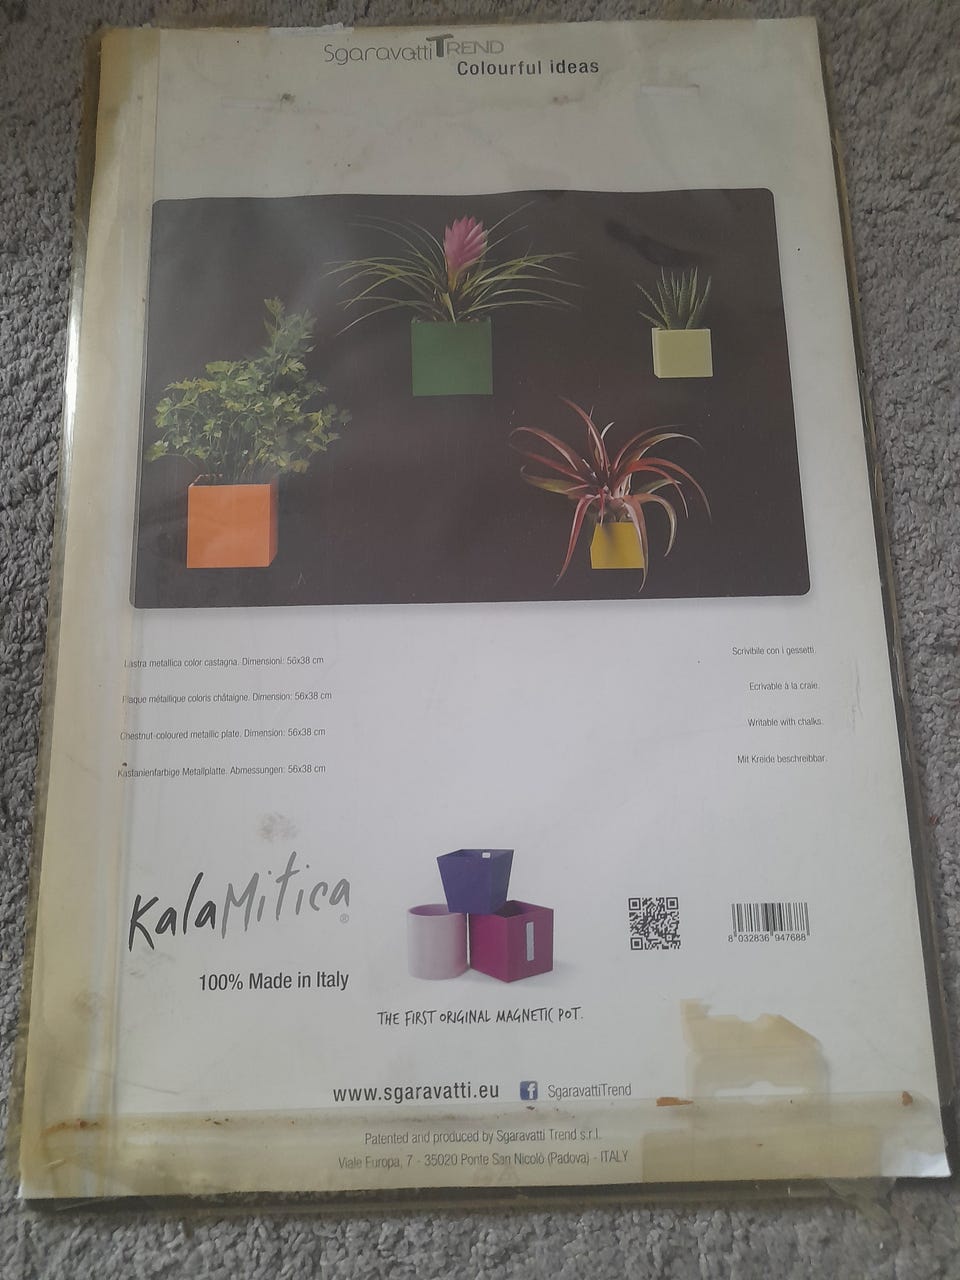 SgaravattiTREND
Colourful ideas
Lastra metallica color castagna. Dimensioni: 56x38 cm
Scrivibile con i gessetti.
Plaque métallique coloris châtaigne. Dimension: 56x38 cm
Ecrivable à la craie.
Chestnut-coloured metallic plate. Dimension: 56x38 cm
Writable with chalks.
Kastanienfarbige Metallplatte. Abmessungen: 56x38 cm
Mit Kreide beschreibbar.
KalaMitica®
100% Made in Italy
THE FIRST ORIGINAL MAGNETIC POT.
8 032836 947688
www.sgaravatti.eu f SgaravattiTrend
Patented and produced by Sgaravatti Trend s.r.l.
Viale Europa, 7 - 35020 Ponte San Nicolò (Padova) - ITALY